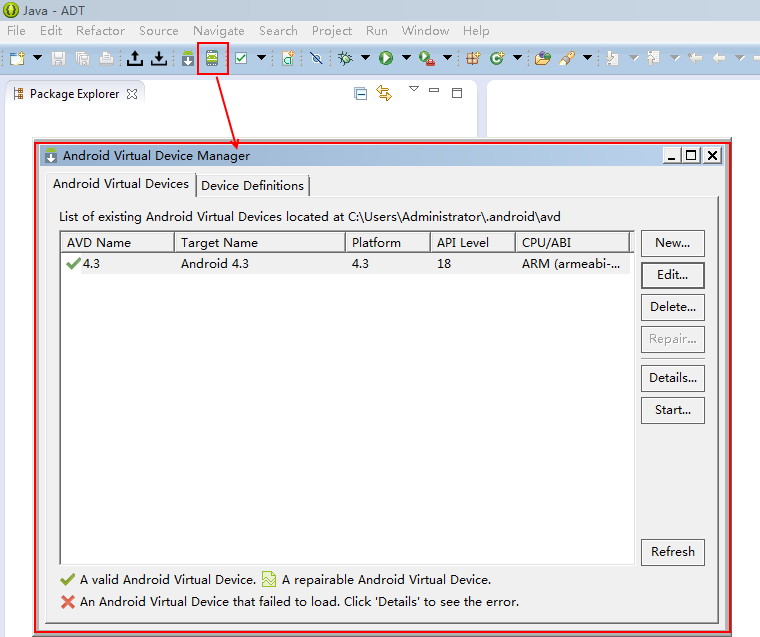 Java - ADT
File Edit Refactor Source Navigate Search Project Run Window Help
Package Explorer
Android Virtual Device Manager
Android Virtual Devices Device Definitions
List of existing Android Virtual Devices located at C:\Users\Administrator\.android\avd
AVD Name Target Name Platform API Level CPU/ABI
4.3 Android 4.3 4.3 18 ARM (armeabi-...
New...
Edit...
Delete...
Repair...
Details...
Start...
Refresh
A valid Android Virtual Device. A repairable Android Virtual Device.
An Android Virtual Device that failed to load. Click 'Details' to see the error.